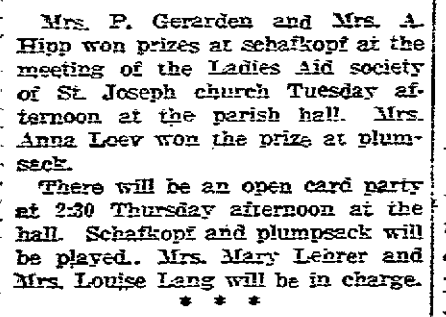 Mrs. P. Gerarden and Mrs. A.
Hipp won prizes at schafkopf at the
meeting of the Ladies Aid society
of St. Joseph church Tuesday af-
ternoon at the parish hall. Mrs.
Anna Loev won the prize at plum-
sack.
There will be an open card party
at 2:30 Thursday afternoon at the
hall. Schafkopf and plumpsack will
be played.. Mrs. Mary Lehrer and
Mrs. Louise Lang will be in charge.
* * *